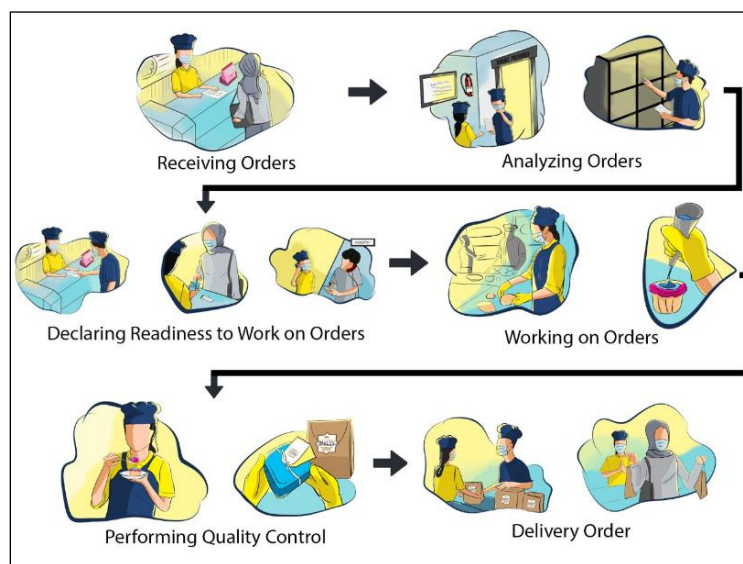 Receiving Orders
Analyzing Orders
Declaring Readiness to Work on Orders
Working on Orders
Performing Quality Control
Delivery Order